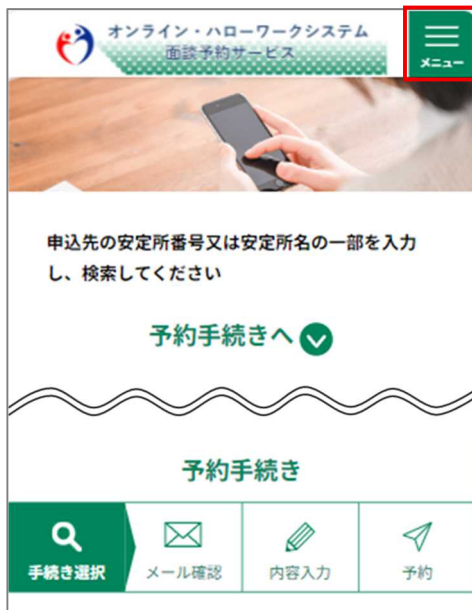 オンライン・ハローワークシステム
面談予約サービス
メニュー
申込先の安定所番号又は安定所名の一部を入力
し、検索してください
予約手続きへ
予約手続き
手続き選択
メール確認
内容入力
予約